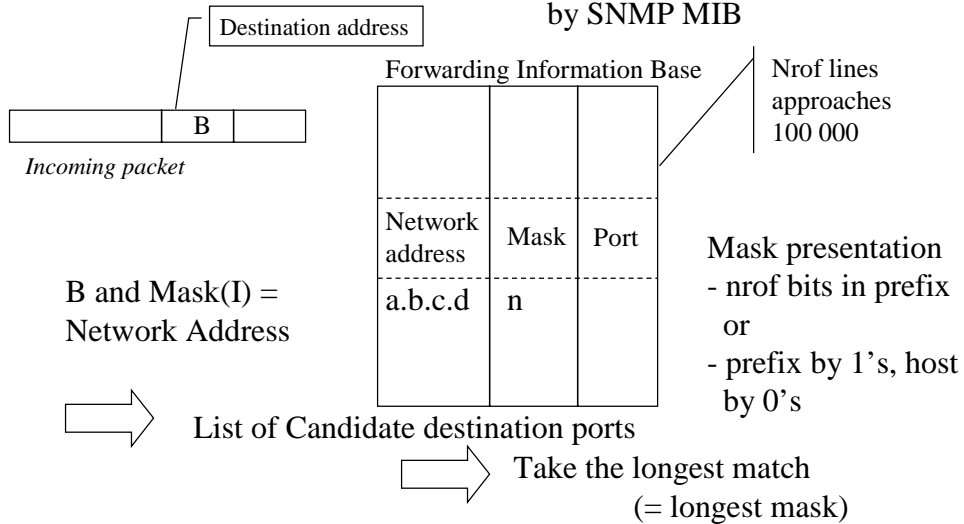 by SNMP MIB
Destination address
Forwarding Information Base
Nrof lines
approaches
100 000
B
Incoming packet
Network
address
Mask
Port
a.b.c.d
n
B and Mask(I) =
Network Address
Mask presentation
- nrof bits in prefix
or
- prefix by 1’s, host
by 0’s
List of Candidate destination ports
Take the longest match
(= longest mask)